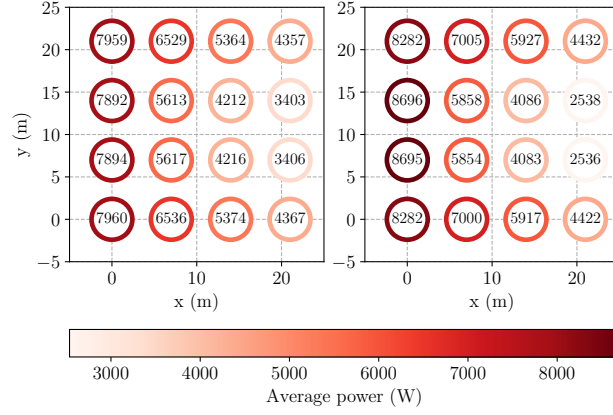 25
20
15
10
5
0
−5
y (m)
7959 6529 5364 4357
7892 5613 4212 3403
7894 5617 4216 3406
7960 6536 5374 4367
0 10 20
x (m)
25
20
15
10
5
0
−5
8282 7005 5927 4432
8696 5858 4086 2538
8695 5854 4083 2536
8282 7000 5917 4422
0 10 20
x (m)
3000 4000 5000 6000 7000 8000
Average power (W)